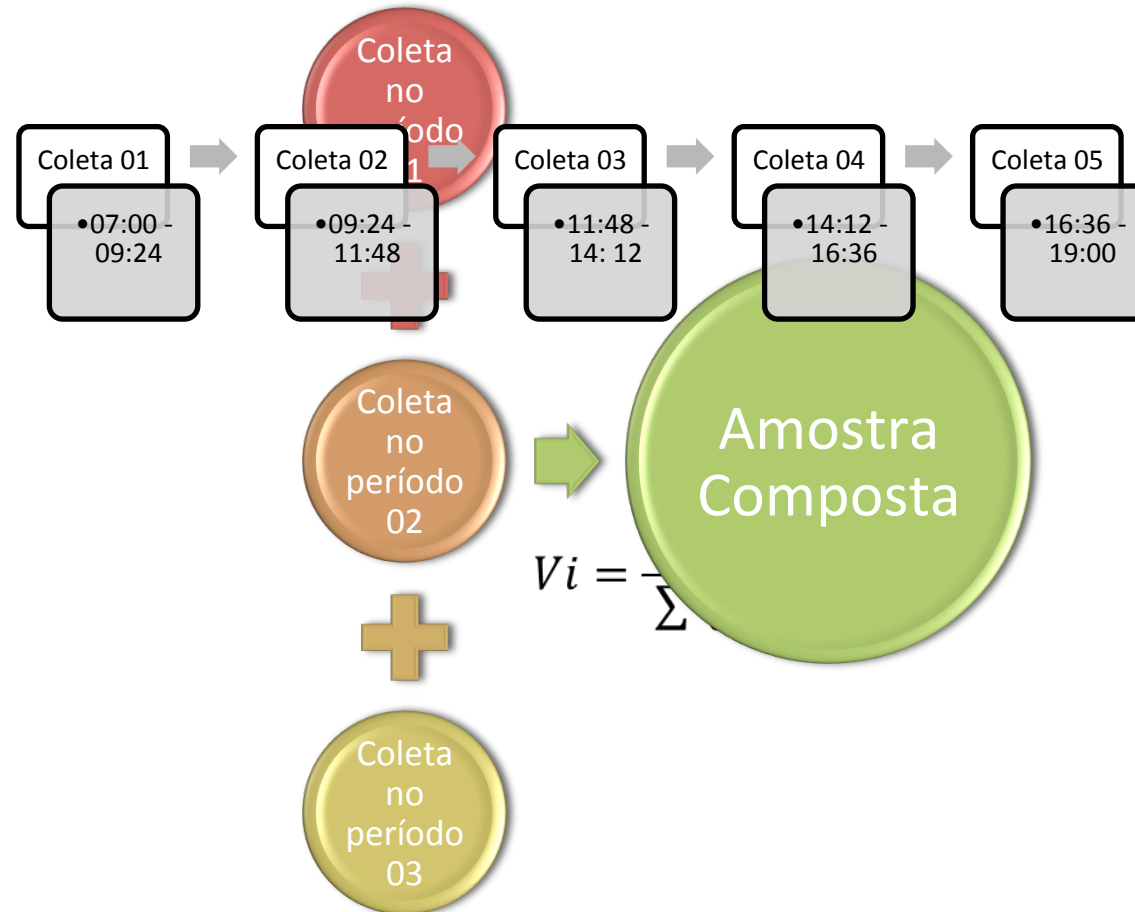 Coleta
no
Coleta 01
Coleta 02
Coleta 03
Coleta 04
Coleta 05
•07:00 -
09:24
•09:24 -
11:48
•11:48 -
14: 12
•14:12 -
16:36
•16:36 -
19:00
Coleta
no
período
02
Amostra
Composta
Vi =
∑
Coleta
no
período
03